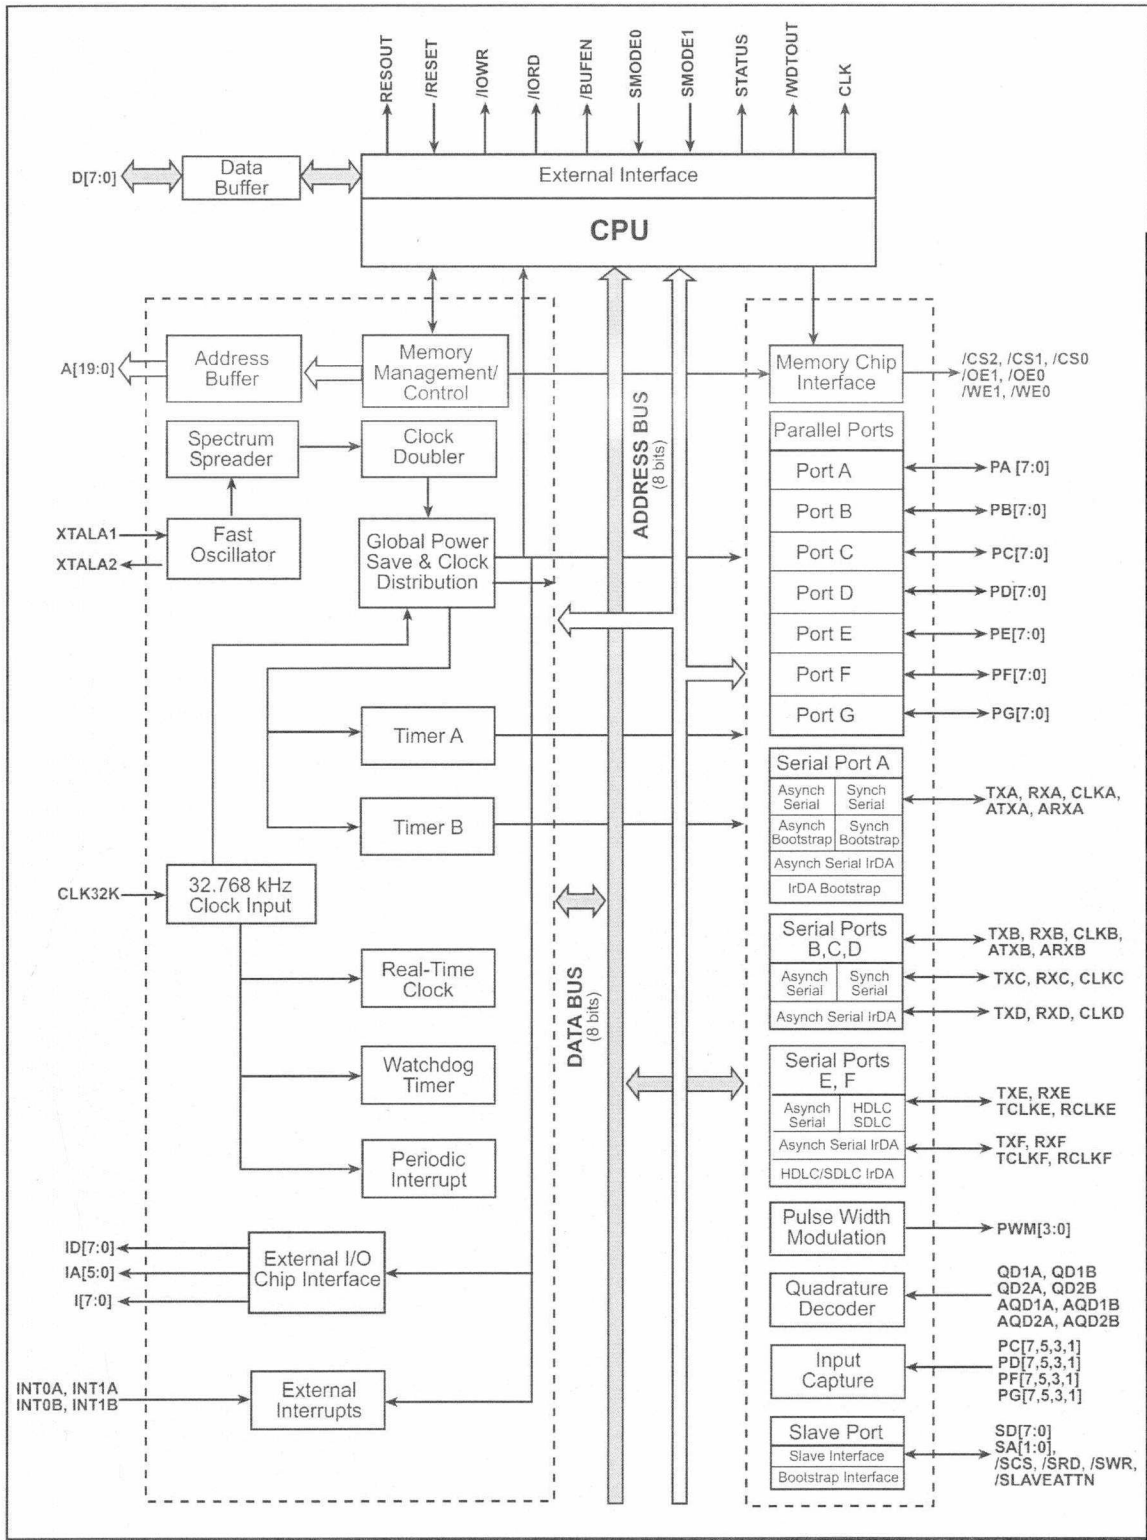 RESOUT
/RESET
/IOWR
/IORD
/BUFEN
SMODE0
SMODE1
STATUS
/WDTOUT
CLK
D[7:0]
Data
Buffer
External Interface
CPU
A[19:0]
Address
Buffer
Memory
Management/
Control
Memory Chip
Interface
/CS2, /CS1, /CS0
/OE1, /OE0
/WE1, /WE0
Spectrum
Spreader
Clock
Doubler
XTALA1
XTALA2
Fast
Oscillator
Global Power
Save & Clock
Distribution
ADDRESS BUS
(8 bits)
Parallel Ports
Port A
PA [7:0]
Port B
PB[7:0]
Port C
PC[7:0]
Port D
PD[7:0]
Port E
PE[7:0]
Port F
PF[7:0]
Port G
PG[7:0]
Timer A
Timer B
CLK32K
32.768 kHz
Clock Input
Real-Time
Clock
Watchdog
Timer
Periodic
Interrupt
DATA BUS
(8 bits)
Serial Port A
Asynch
Serial
Synch
Serial
Asynch
Bootstrap
Synch
Bootstrap
Asynch Serial IrDA
IrDA Bootstrap
TXA, RXA, CLKA,
ATXA, ARXA
Serial Ports
B,C,D
Asynch
Serial
Synch
Serial
Asynch Serial IrDA
TXB, RXB, CLKB,
ATXB, ARXB
TXC, RXC, CLKC
TXD, RXD, CLKD
Serial Ports
E, F
Asynch
Serial
HDLC
SDLC
Asynch Serial IrDA
HDLC/SDLC IrDA
TXE, RXE
TCLKE, RCLKE
TXF, RXF
TCLKF, RCLKF
ID[7:0]
IA[5:0]
I[7:0]
External I/O
Chip Interface
INT0A, INT1A
INT0B, INT1B
External
Interrupts
Pulse Width
Modulation
PWM[3:0]
Quadrature
Decoder
QD1A, QD1B
QD2A, QD2B
AQD1A, AQD1B
AQD2A, AQD2B
Input
Capture
PC[7,5,3,1]
PD[7,5,3,1]
PF[7,5,3,1]
PG[7,5,3,1]
Slave Port
Slave Interface
Bootstrap Interface
SD[7:0]
SA[1:0],
/SCS, /SRD, /SWR,
/SLAVEATTN